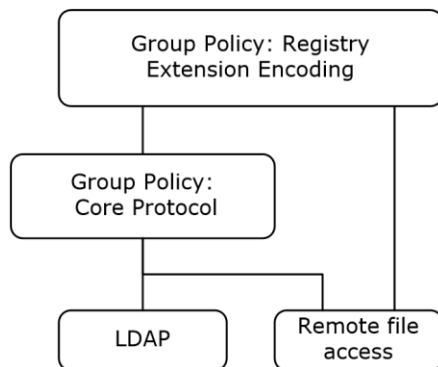 Group Policy: Registry
Extension Encoding
Group Policy:
Core Protocol
LDAP
Remote file
access